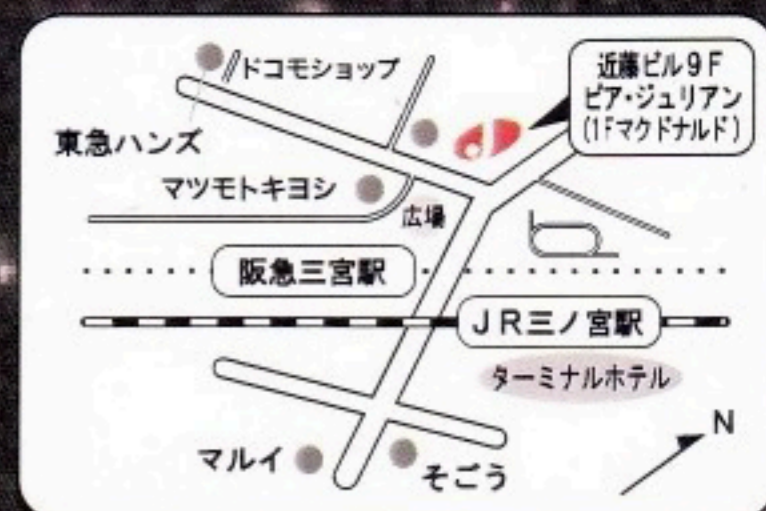 ドコモショップ
近藤ビル9F
ピア・ジュリアン
(1Fマクドナルド)
東急ハンズ
マツモトキヨシ
広場
阪急三宮駅
JR三ノ宮駅
ターミナルホテル
マルイ
そごう
N